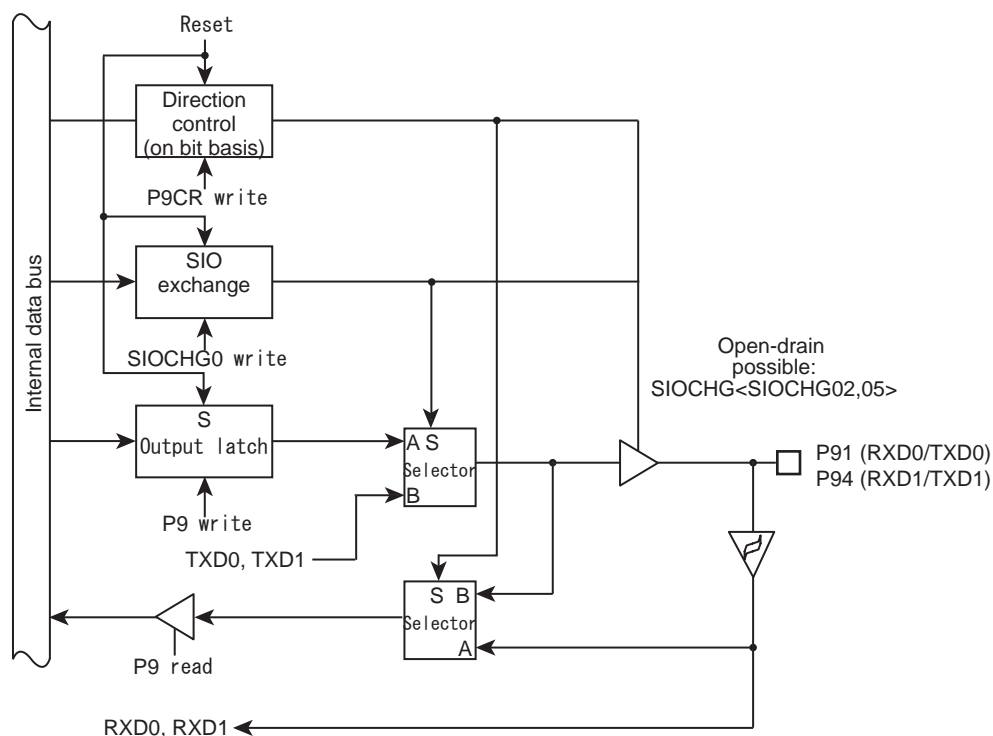 Reset
Internal data bus
Direction
control
(on bit basis)
P9CR write
SIO
exchange
SIOCHG0 write
Open-drain
possible:
SIOCHG<SIOCHG02,05>
S
Output latch
A S
Selector
B
P91 (RXD0/TXD0)
P94 (RXD1/TXD1)
P9 write
TXD0, TXD1
S B
Selector
A
P9 read
RXD0, RXD1